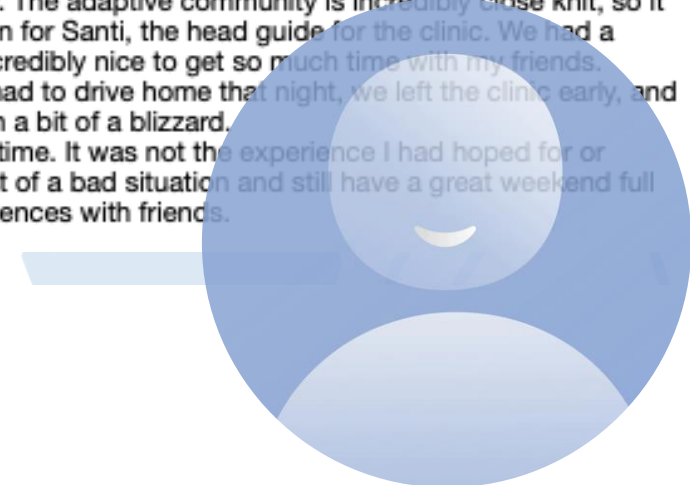 . The adaptive community is incredibly close knit, so it
n for Santi, the head guide for the clinic. We had a
credibly nice to get so much time with my friends.
had to drive home that night, we left the clinic early, and
n a bit of a blizzard.
time. It was not the experience I had hoped for or
t of a bad situation and still have a great weekend full
ences with friends.